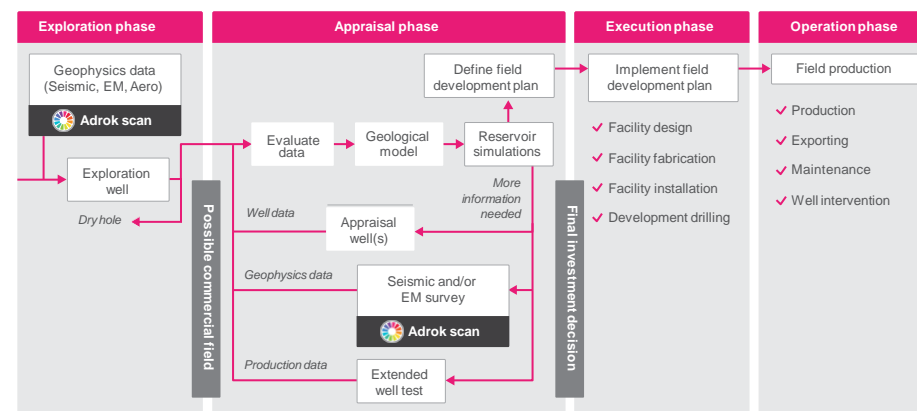 Exploration phase
Appraisal phase
Execution phase
Operation phase
Geophysics data
(Seismic, EM, Aero)
Adrok scan
Exploration
well
Dry hole
Possible commercial field
Evaluate
data
Geological
model
Reservoir
simulations
Define field
development plan
More
information
needed
Well data
Appraisal
well(s)
Geophysics data
Seismic and/or
EM survey
Adrok scan
Production data
Extended
well test
Final investment decision
Implement field
development plan
Facility design
Facility fabrication
Facility installation
Development drilling
Field production
Production
Exporting
Maintenance
Well intervention